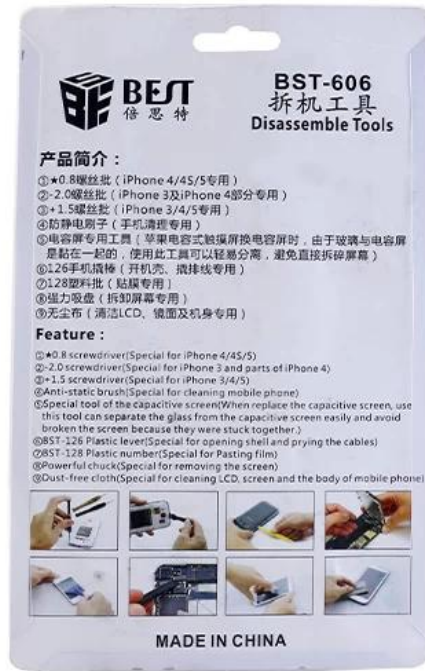 BEST
倍思特
BST-606
拆机工具
Disassemble Tools
产品简介：
①★0.8螺丝批（iPhone 4/4S/5专用）
②-2.0螺丝批（iPhone 3及iPhone 4部分专用）
③+1.5螺丝批（iPhone 3/4/5专用）
④防静电刷子（手机清理专用）
⑤电容屏专用工具（苹果电容式触摸屏换电容屏时，由于玻璃与电容屏
是黏在一起的，使用此工具可以轻易分离，避免直接拆碎屏幕）
⑥126手机撬棒（开机壳、撬排线专用）
⑦128塑料批（贴膜专用）
⑧强力吸盘（拆卸屏幕专用）
⑨无尘布（清洁LCD、镜面及机身专用）
Feature：
①★0.8 screwdriver(Special for iPhone 4/4S/5)
②-2.0 screwdriver(Special for iPhone 3 and parts of iPhone 4)
③+1.5 screwdriver(Special for iPhone 3/4/5)
④Anti-static brush(Special for cleaning mobile phone)
⑤Special tool of the capacitive screen(When replace the capacitive screen, use
this tool can separate the glass from the capacitive screen easily and avoid
broken the screen because they were stuck together.)
⑥BST-126 Plastic lever(Special for opening shell and prying the cables)
⑦BST-128 Plastic number(Special for Pasting film)
⑧Powerful chuck(Special for removing the screen)
⑨Dust-free cloth(Special for cleaning LCD, screen and the body of mobile phone)
MADE IN CHINA